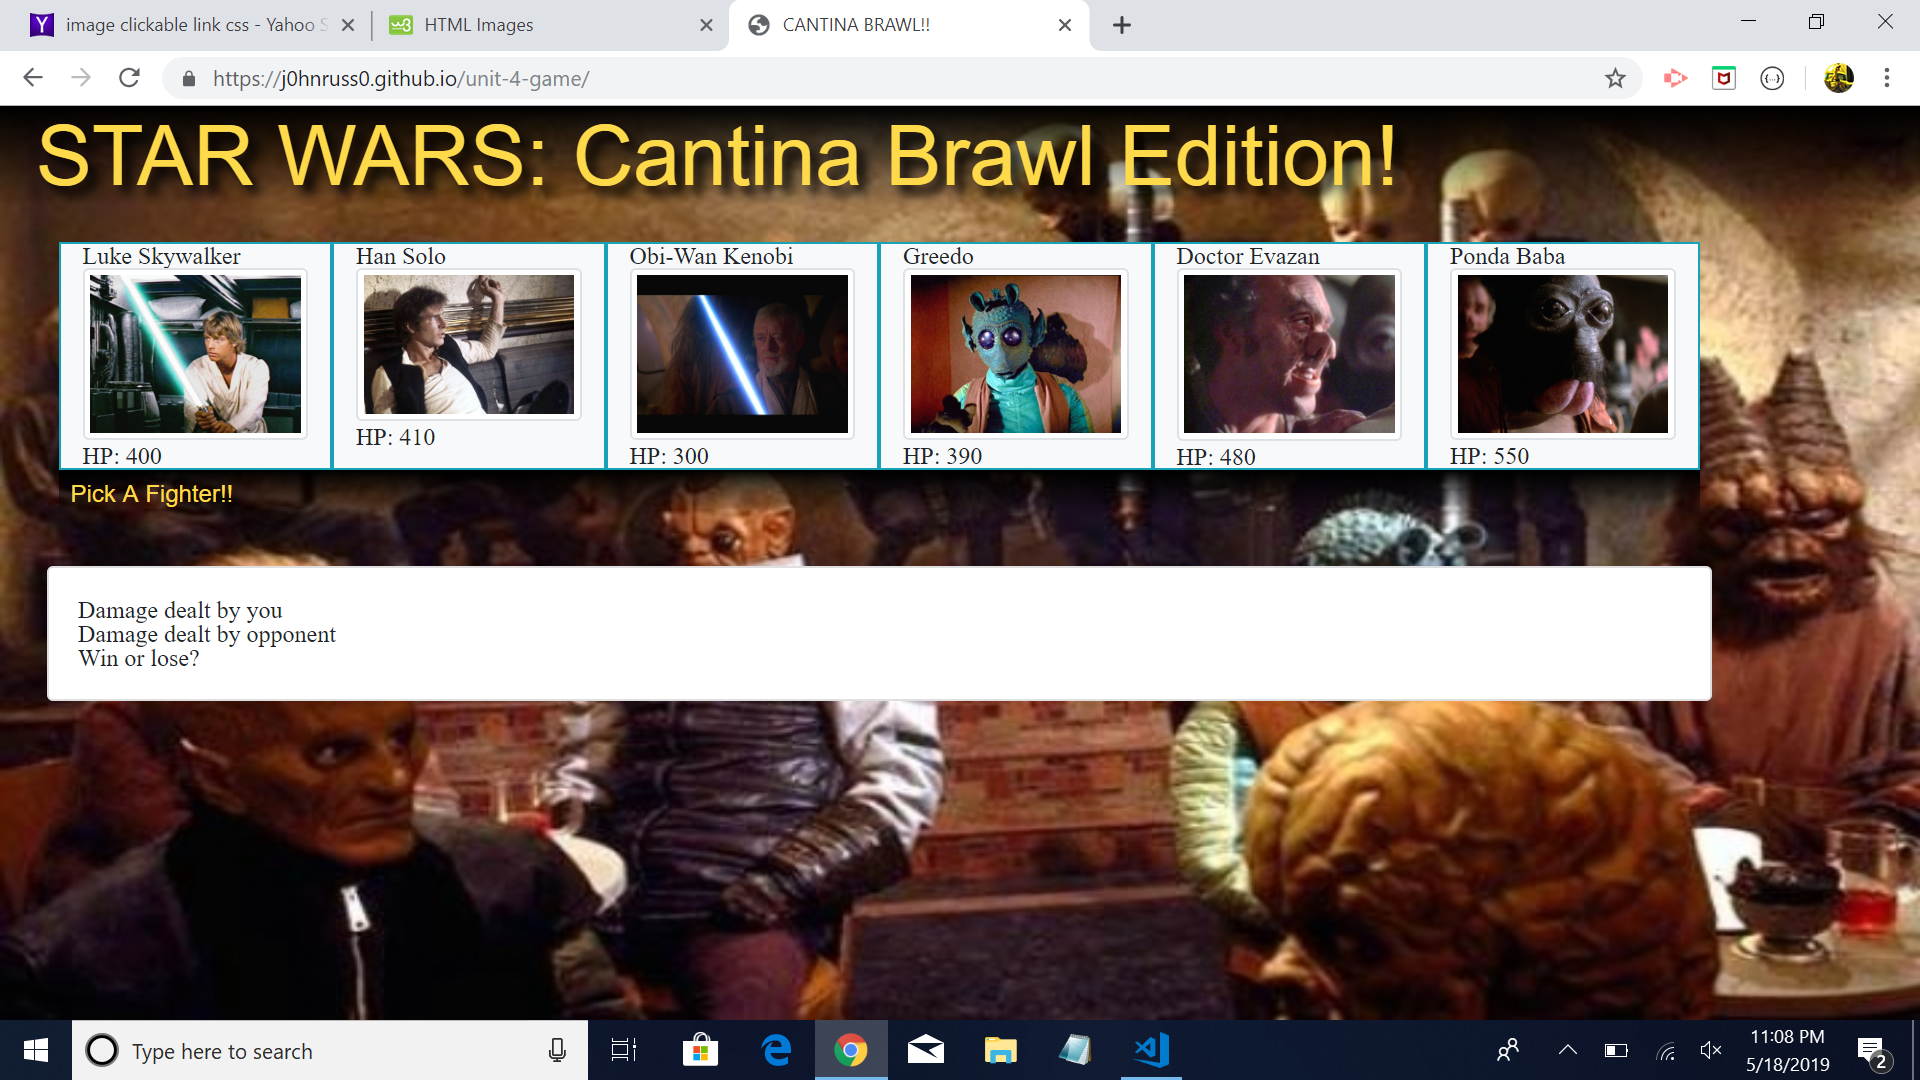 image clickable link css - Yahoo S
HTML Images
CANTINA BRAWL!!
https://j0hnruss0.github.io/unit-4-game/
STAR WARS: Cantina Brawl Edition!
Luke Skywalker
HP: 400
Han Solo
HP: 410
Obi-Wan Kenobi
HP: 300
Greedo
HP: 390
Doctor Evazan
HP: 480
Ponda Baba
HP: 550
Pick A Fighter!!
Damage dealt by you
Damage dealt by opponent
Win or lose?
Type here to search
11:08 PM
5/18/2019
2